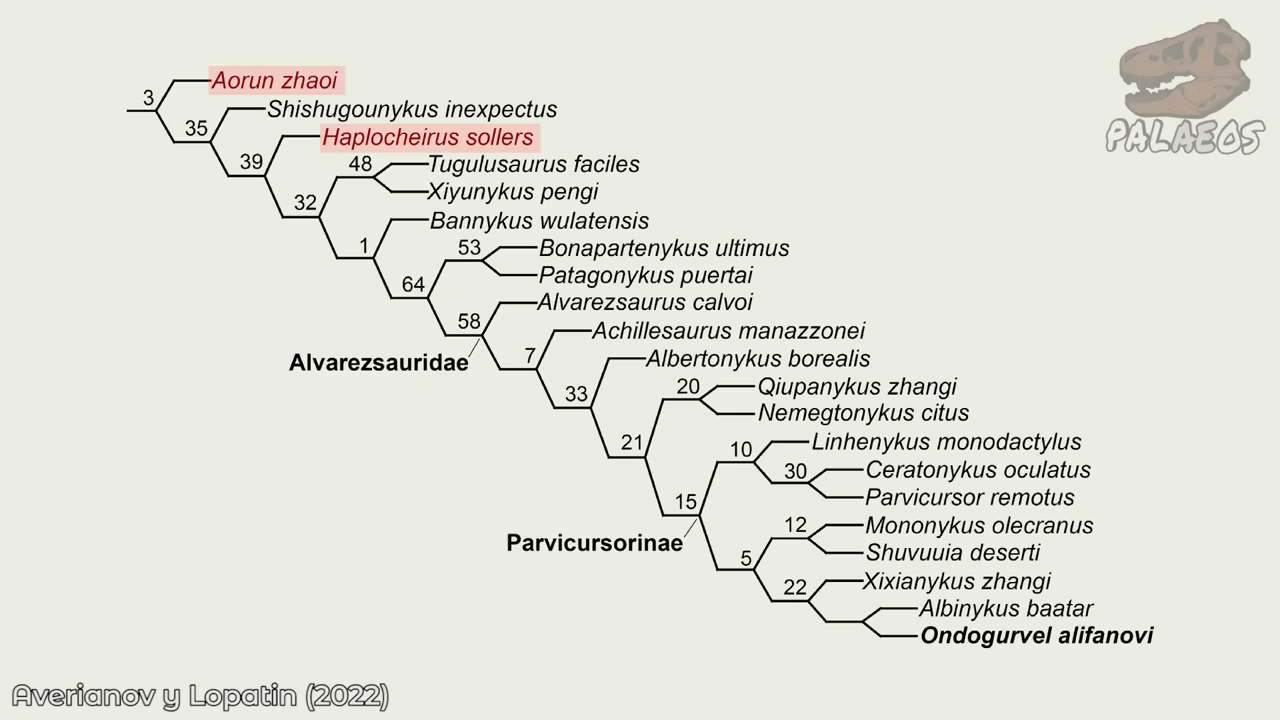 3
Aorun zhaoi
PALAEOS
35
Shishugounykus inexpectus
39
Haplocheirus sollers
48
Tugulusaurus faciles
32
Xiyunykus pengi
1
Bannykus wulatensis
53
Bonapartenykus ultimus
64
Patagonykus puertai
58
Alvarezsaurus calvoi
Alvarezsauridae
7
Achillesaurus manazzonei
33
Albertonykus borealis
20
Qiupanykus zhangi
Nemegtonykus citus
21
10
Linhenykus monodactylus
30
Ceratonykus oculatus
15
Parvicursor remotus
Parvicursorinae
12
Mononykus olecranus
5
Shuvuuia deserti
22
Xixianykus zhangi
Albinykus baatar
Ondogurvel alifanovi
Averianov y Lopatin (2022)